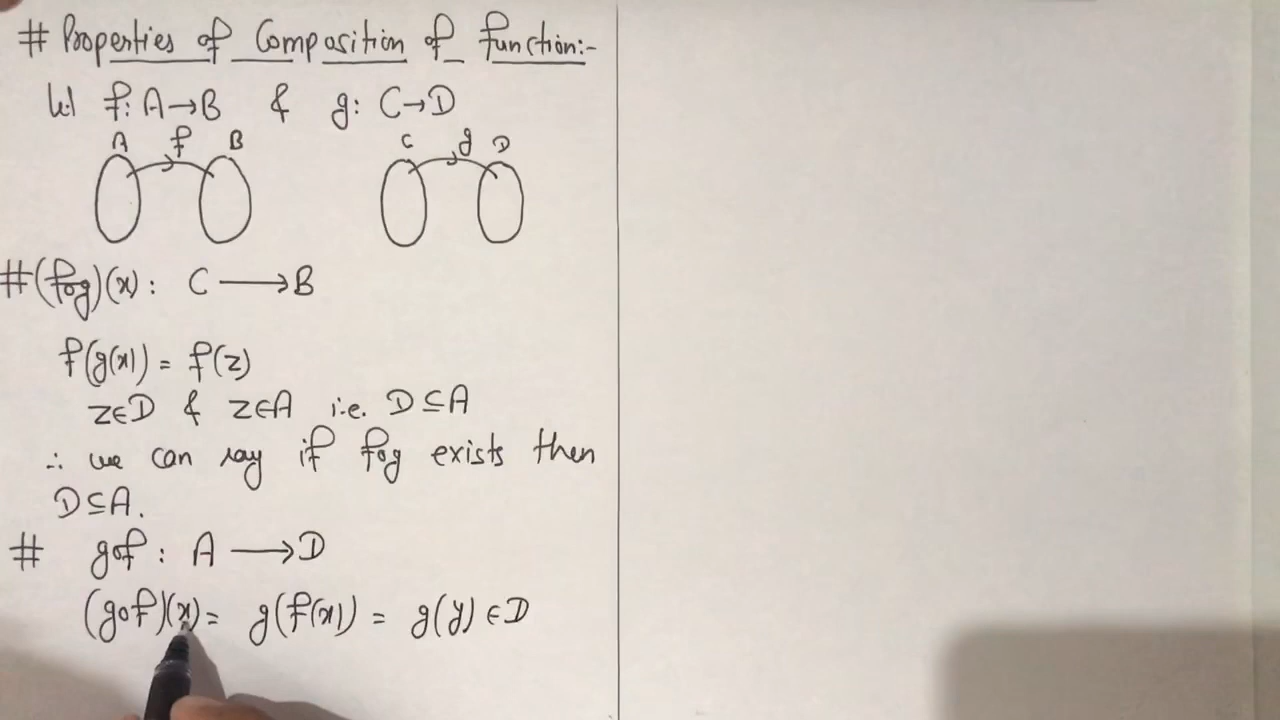 # Properties of Composition of function:-
let f: A→B & g: C→D
A f B C g D
#(fog)(x): C ⟶ B
f(g(x)) = f(z)
z∈D & z∈A i.e. D⊆A
∴ we can say if fog exists then
D⊆A.
# gof : A ⟶ D
(gof)(x) = g(f(x)) = g(y) ∈D